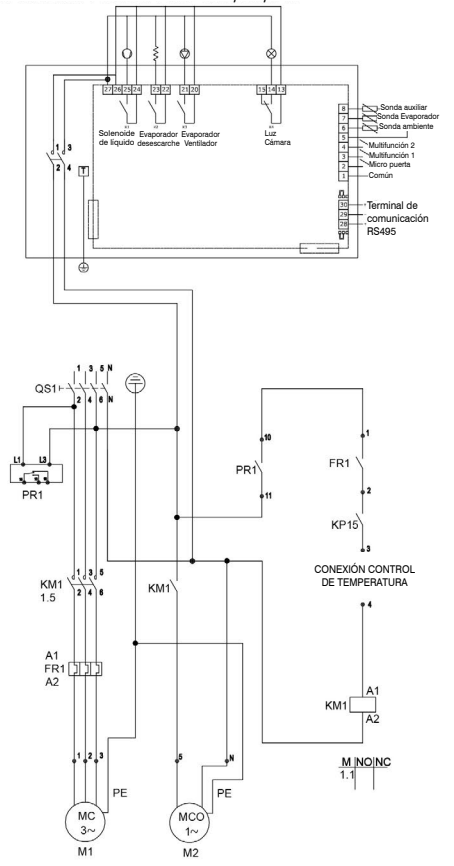 27 26 25 24 23 22 21 20 15 14 13
Solenoide
de líquido
Evaporador
desescarche
Evaporador
Ventilador
Luz
Cámara
8 Sonda auxiliar
7 Sonda Evaporador
6 Sonda ambiente
5
4 Multifunción 2
3 Multifunción 1
2 Micro puerta
1 Común
30
29
28
Terminal de
comunicación
RS495
1 3
2 4
T
1 3 5 N
QS1
2 4 6 N
L1 L3
PR1
10
PR1
11
1
FR1
2
KP15
3
CONEXIÓN CONTROL
DE TEMPERATURA
4
1 3 5
KM1
1.5
2 4 6
KM1
A1
FR1
A2
A1
KM1
A2
1 2 3
5 N
PE
PE
M NO NC
1.1
MC
3~
M1
MCO
1~
M2